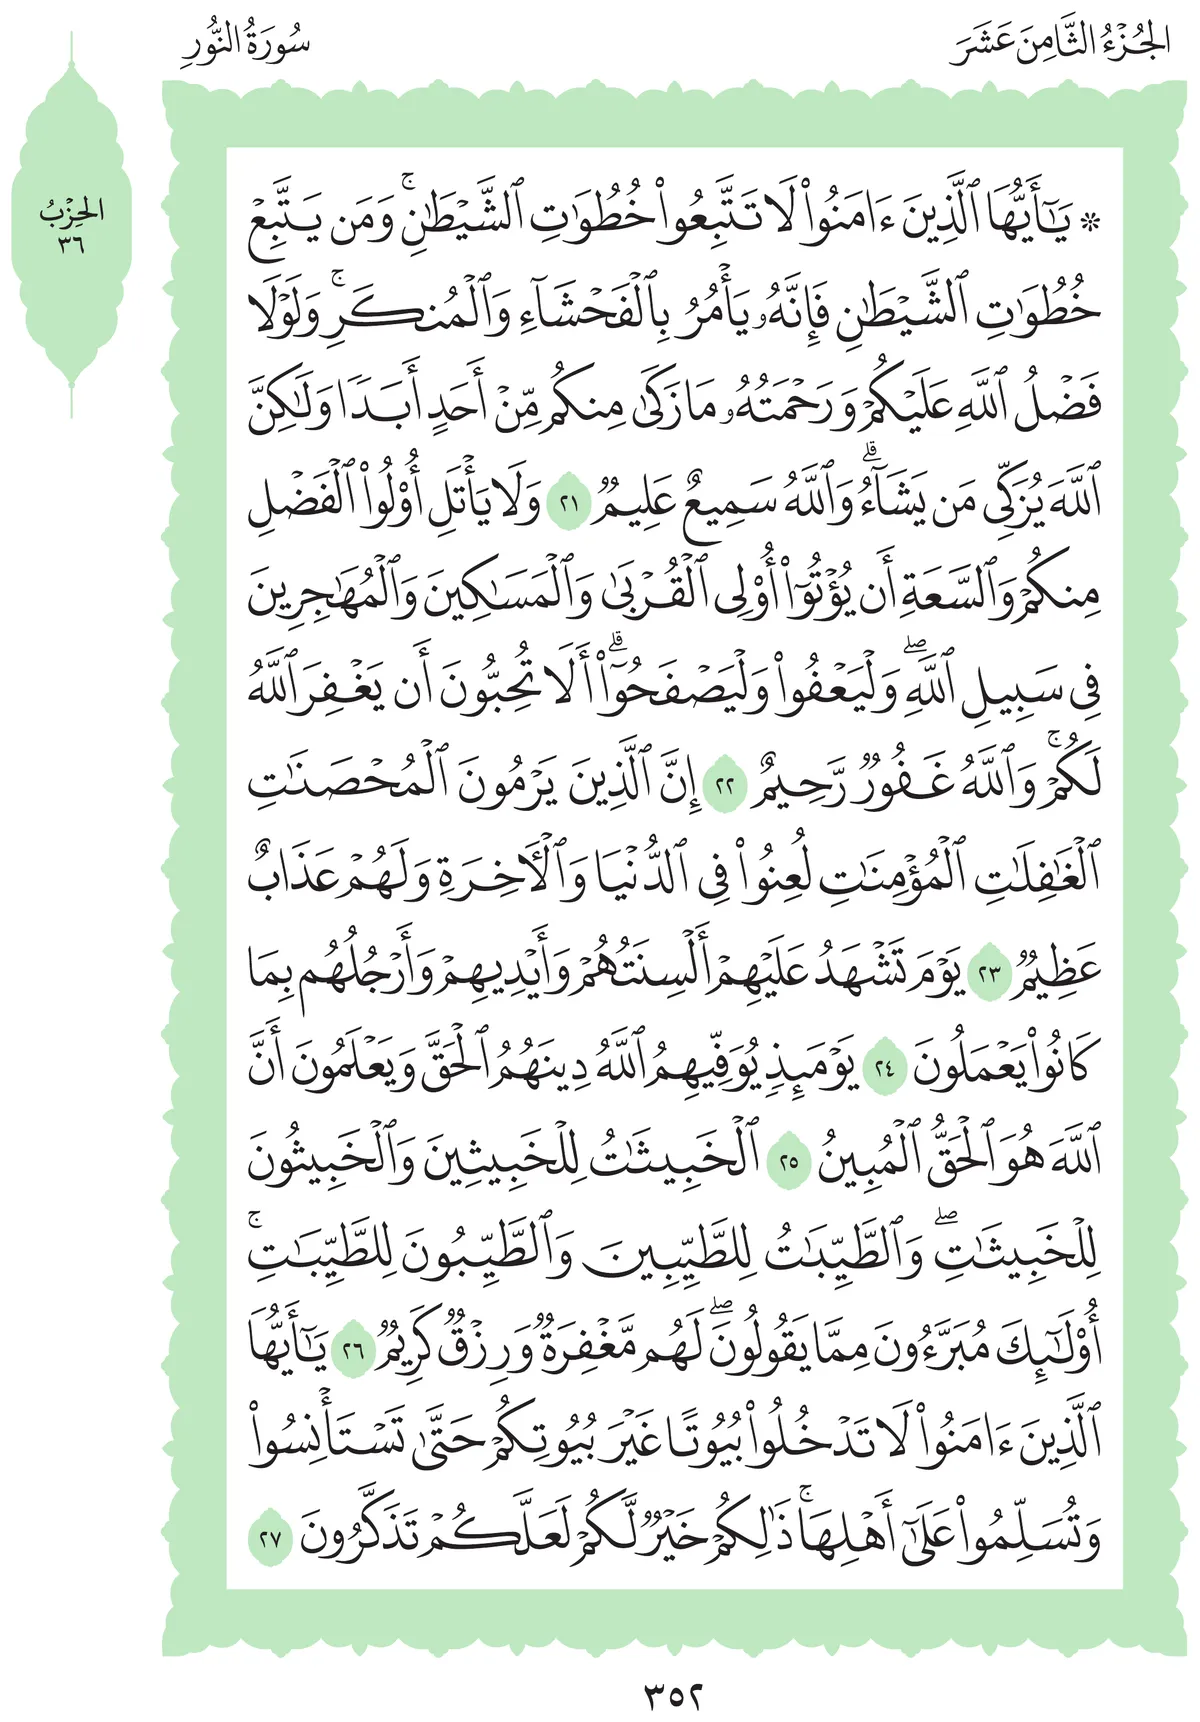 الجُزْءُ الثَّامِنَ عَشَرَ
سُورَةُ النُّورِ
الحِزْبُ
٣٦
۞ يَـٰٓأَيُّهَا ٱلَّذِينَ ءَامَنُوا۟ لَا تَتَّبِعُوا۟ خُطُوَٰتِ ٱلشَّيْطَـٰنِ ۚ وَمَن يَتَّبِعْ
خُطُوَٰتِ ٱلشَّيْطَـٰنِ فَإِنَّهُۥ يَأْمُرُ بِٱلْفَحْشَآءِ وَٱلْمُنكَرِ ۚ وَلَوْلَا
فَضْلُ ٱللَّهِ عَلَيْكُمْ وَرَحْمَتُهُۥ مَا زَكَىٰ مِنكُم مِّنْ أَحَدٍ أَبَدًا وَلَـٰكِنَّ
ٱللَّهَ يُزَكِّى مَن يَشَآءُ ۗ وَٱللَّهُ سَمِيعٌ عَلِيمٌ ٢١ وَلَا يَأْتَلِ أُو۟لُوا۟ ٱلْفَضْلِ
مِنكُمْ وَٱلسَّعَةِ أَن يُؤْتُوٓا۟ أُو۟لِى ٱلْقُرْبَىٰ وَٱلْمَسَـٰكِينَ وَٱلْمُهَـٰجِرِينَ
فِى سَبِيلِ ٱللَّهِ ۖ وَلْيَعْفُوا۟ وَلْيَصْفَحُوٓا۟ ۗ أَلَا تُحِبُّونَ أَن يَغْفِرَ ٱللَّهُ
لَكُمْ ۚ وَٱللَّهُ غَفُورٌ رَّحِيمٌ ٢٢ إِنَّ ٱلَّذِينَ يَرْمُونَ ٱلْمُحْصَنَـٰتِ
ٱلْغَـٰفِلَـٰتِ ٱلْمُؤْمِنَـٰتِ لُعِنُوا۟ فِى ٱلدُّنْيَا وَٱلْـَٔاخِرَةِ وَلَهُمْ عَذَابٌ
عَظِيمٌ ٢٣ يَوْمَ تَشْهَدُ عَلَيْهِمْ أَلْسِنَتُهُمْ وَأَيْدِيهِمْ وَأَرْجُلُهُم بِمَا
كَانُوا۟ يَعْمَلُونَ ٢٤ يَوْمَئِذٍ يُوَفِّيهِمُ ٱللَّهُ دِينَهُمُ ٱلْحَقَّ وَيَعْلَمُونَ أَنَّ
ٱللَّهَ هُوَ ٱلْحَقُّ ٱلْمُبِينُ ٢٥ ٱلْخَبِيثَـٰتُ لِلْخَبِيثِينَ وَٱلْخَبِيثُونَ
لِلْخَبِيثَـٰتِ ۖ وَٱلطَّيِّبَـٰتُ لِلطَّيِّبِينَ وَٱلطَّيِّبُونَ لِلطَّيِّبَـٰتِ ۚ
أُو۟لَـٰٓئِكَ مُبَرَّءُونَ مِمَّا يَقُولُونَ ۖ لَهُم مَّغْفِرَةٌ وَرِزْقٌ كَرِيمٌ ٢٦ يَـٰٓأَيُّهَا
ٱلَّذِينَ ءَامَنُوا۟ لَا تَدْخُلُوا۟ بُيُوتًا غَيْرَ بُيُوتِكُمْ حَتَّىٰ تَسْتَأْنِسُوا۟
وَتُسَلِّمُوا۟ عَلَىٰٓ أَهْلِهَا ۚ ذَٰلِكُمْ خَيْرٌ لَّكُمْ لَعَلَّكُمْ تَذَكَّرُونَ ٢٧
٣٥٢